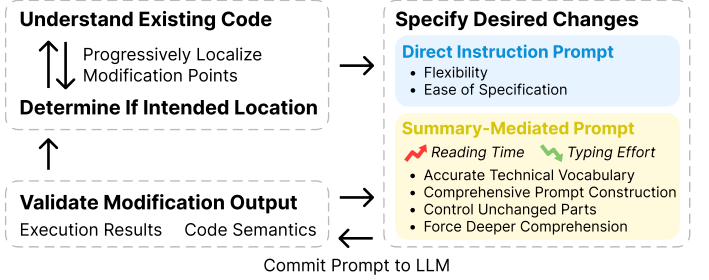 Understand Existing Code
Progressively Localize
Modification Points
Determine If Intended Location
Validate Modification Output
Execution Results Code Semantics
Specify Desired Changes
Direct Instruction Prompt
• Flexibility
• Ease of Specification
Summary-Mediated Prompt
Reading Time Typing Effort
• Accurate Technical Vocabulary
• Comprehensive Prompt Construction
• Control Unchanged Parts
• Force Deeper Comprehension
Commit Prompt to LLM